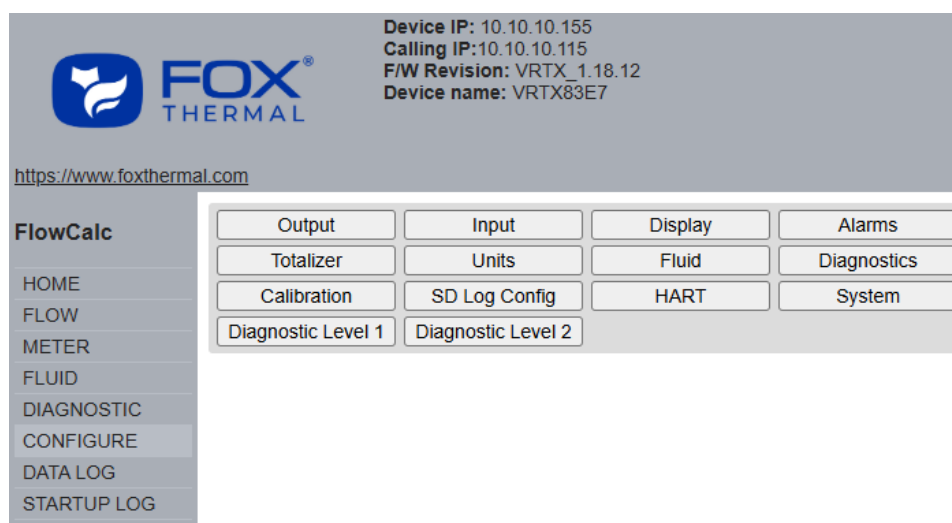 Device IP: 10.10.10.155
Calling IP:10.10.10.115
F/W Revision: VRTX_1.18.12
Device name: VRTX83E7
FOX®
THERMAL
https://www.foxthermal.com
FlowCalc
HOME
FLOW
METER
FLUID
DIAGNOSTIC
CONFIGURE
DATA LOG
STARTUP LOG
Output Input Display Alarms
Totalizer Units Fluid Diagnostics
Calibration SD Log Config HART System
Diagnostic Level 1 Diagnostic Level 2